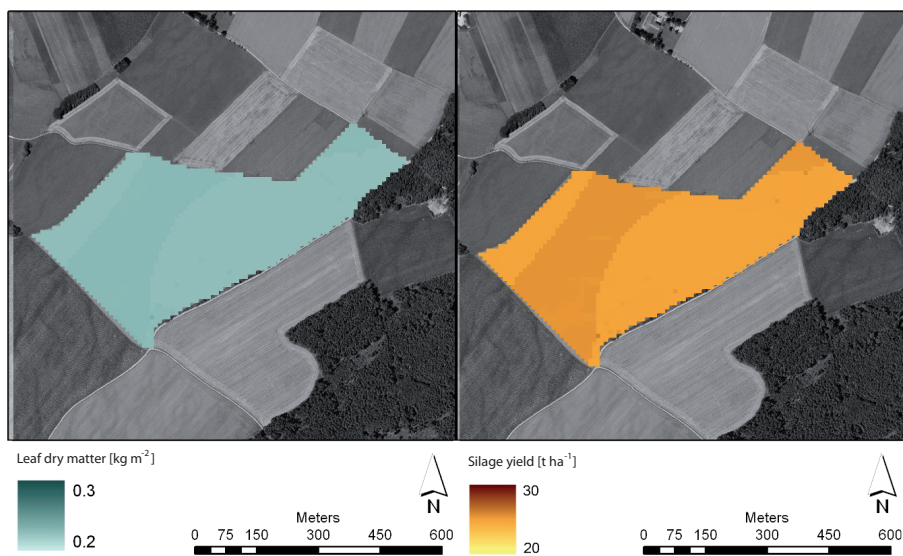 Leaf dry matter [kg m-2]
0.3
0.2
N
Meters
0 75 150 300 450 600
Silage yield [t ha-1]
30
20
N
Meters
0 75 150 300 450 600